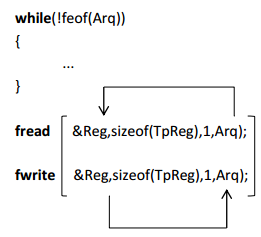 while(!feof(Arq))
{
...
}
fread &Reg,sizeof(TpReg),1,Arq);
fwrite &Reg,sizeof(TpReg),1,Arq);